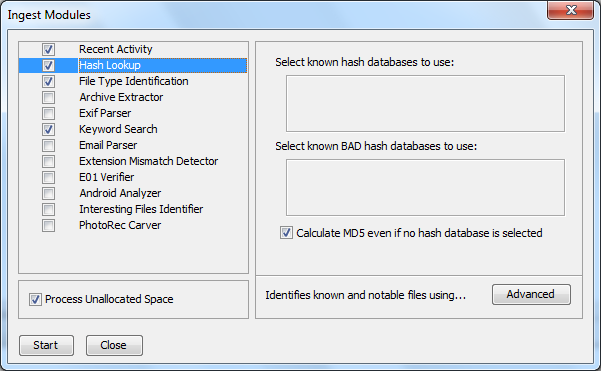 Ingest Modules
Recent Activity
Hash Lookup
File Type Identification
Archive Extractor
Exif Parser
Keyword Search
Email Parser
Extension Mismatch Detector
E01 Verifier
Android Analyzer
Interesting Files Identifier
PhotoRec Carver
Process Unallocated Space
Select known hash databases to use:
Select known BAD hash databases to use:
Calculate MD5 even if no hash database is selected
Identifies known and notable files using... Advanced
Start Close